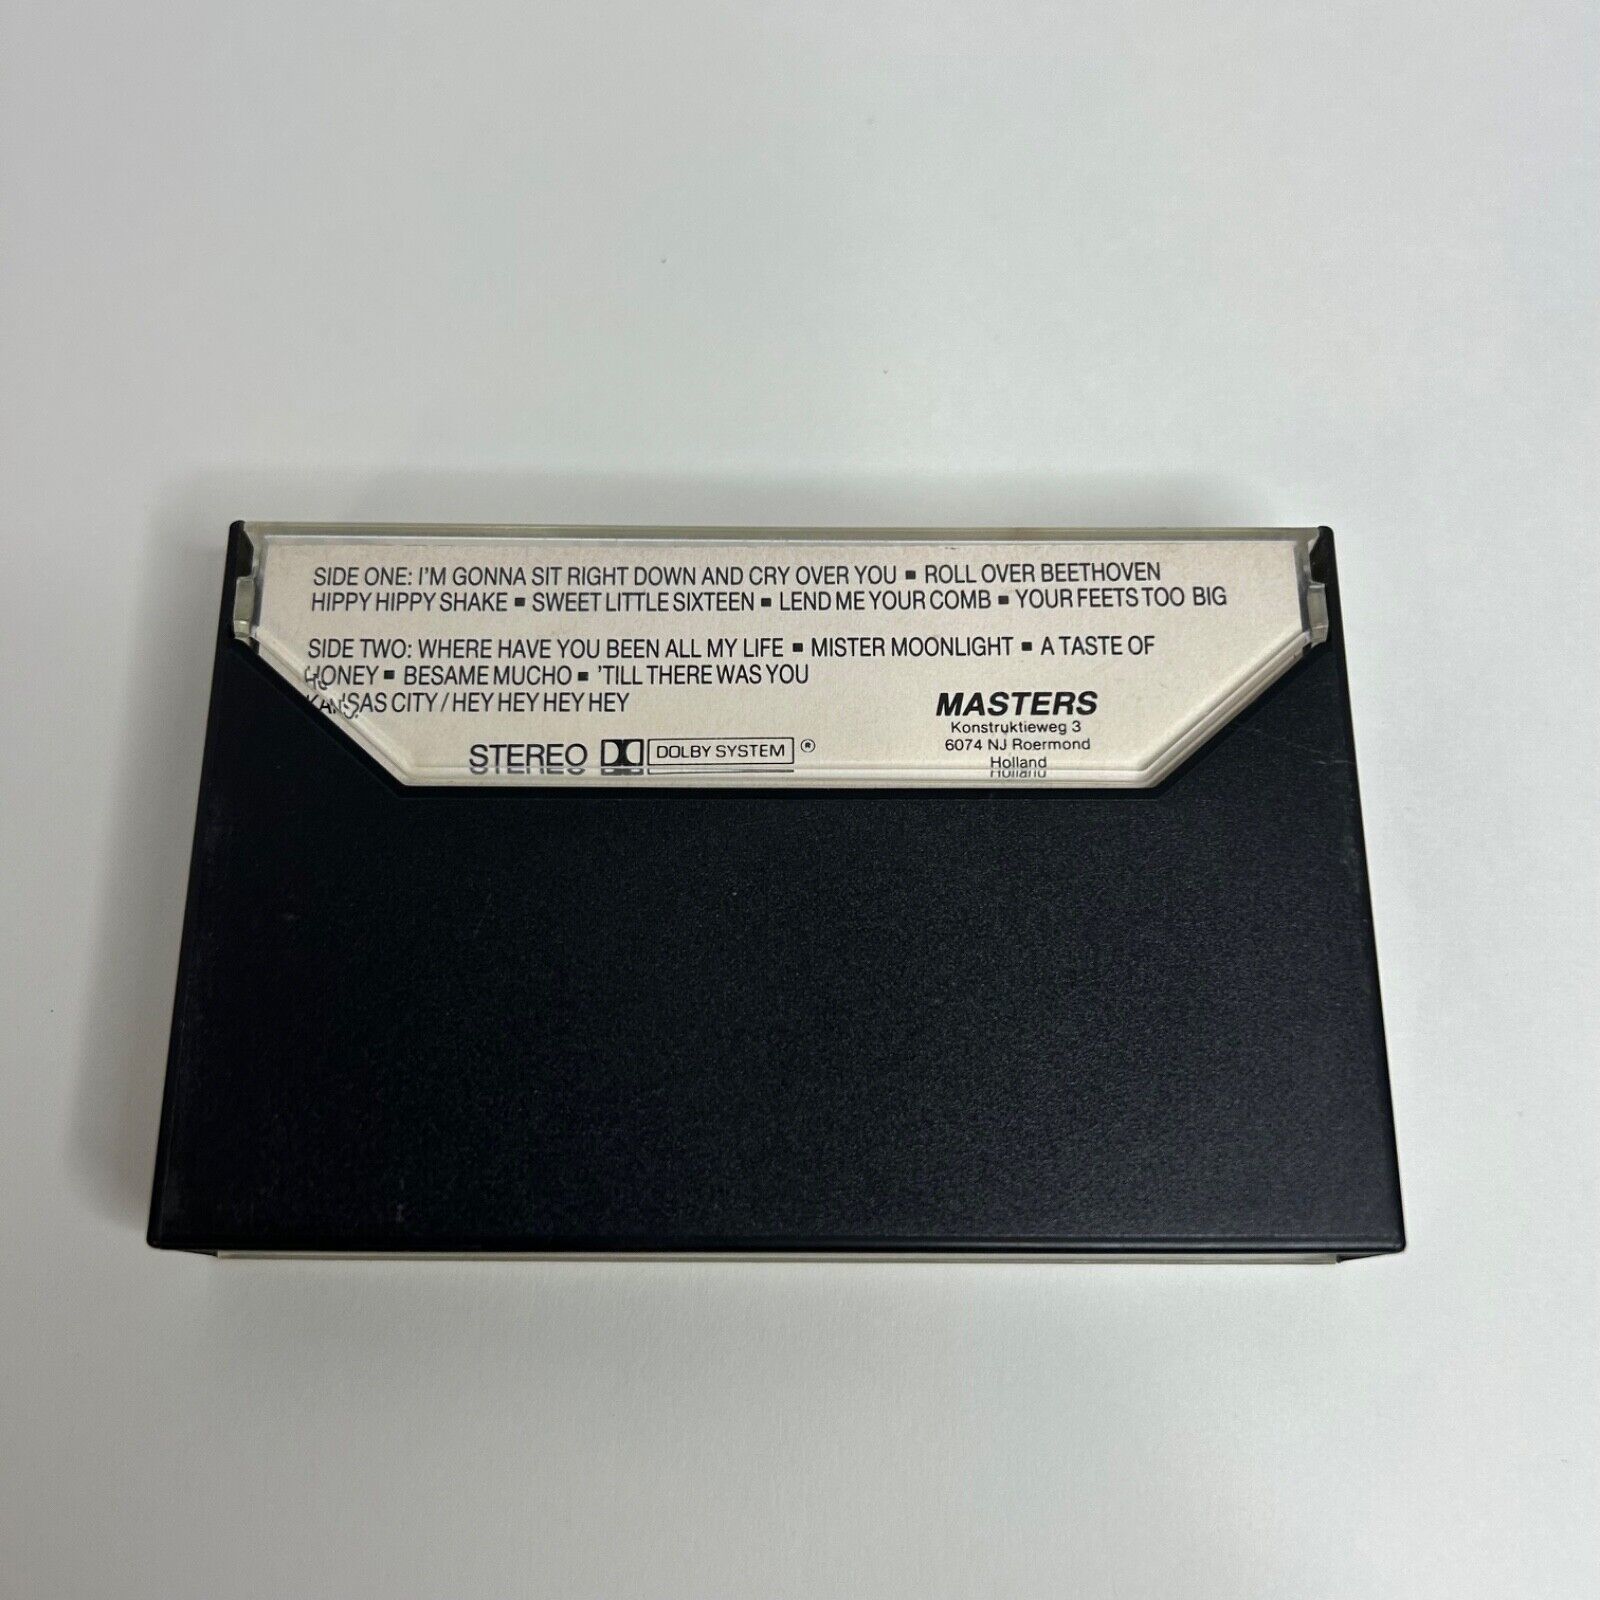 SIDE ONE: I'M GONNA SIT RIGHT DOWN AND CRY OVER YOU ▪ ROLL OVER BEETHOVEN
HIPPY HIPPY SHAKE ▪ SWEET LITTLE SIXTEEN ▪ LEND ME YOUR COMB ▪ YOUR FEETS TOO BIG
SIDE TWO: WHERE HAVE YOU BEEN ALL MY LIFE ▪ MISTER MOONLIGHT ▪ A TASTE OF
HONEY ▪ BESAME MUCHO ▪ 'TILL THERE WAS YOU
KANSAS CITY / HEY HEY HEY HEY
STEREO DOLBY SYSTEM ®
MASTERS
Konstruktieweg 3
6074 NJ Roermond
Holland